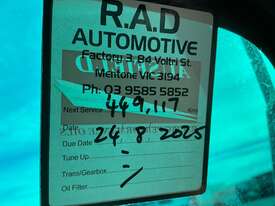 R.A.D
AUTOMOTIVE
Factory 3, 84 Voltri St.
Mentone VIC 3194
Ph: 03 9585 5852
Next Service 449,117
Date 24.8.2025
Due Date
Tune Up -
Trans/Gearbox -
Oil Filter /